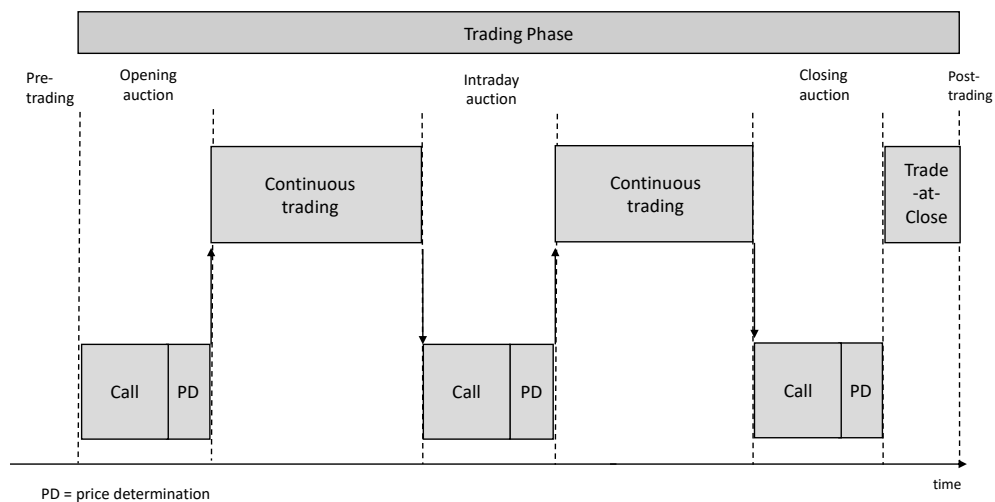 Trading Phase
Pre-
trading
Opening
auction
Intraday
auction
Closing
auction
Post-
trading
Continuous
trading
Continuous
trading
Trade
-at-
Close
Call
PD
Call
PD
Call
PD
time
PD = price determination